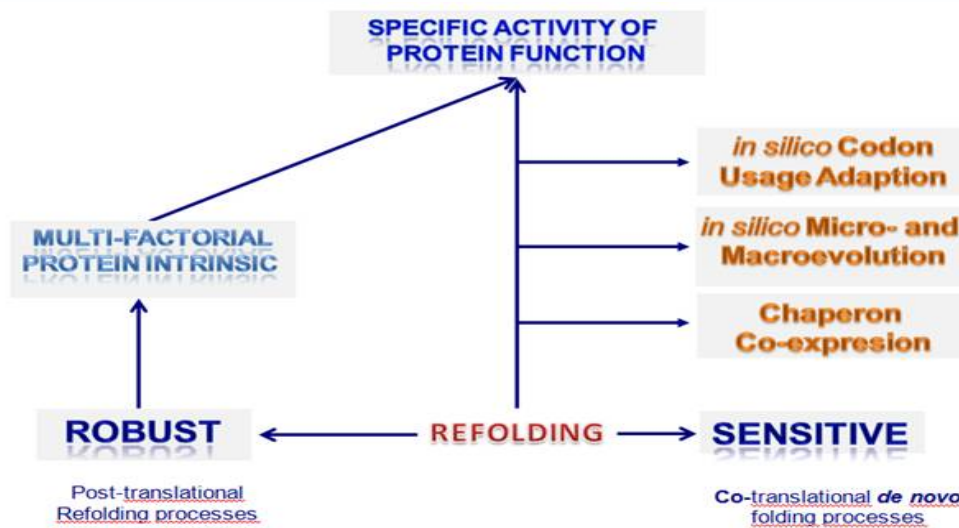 SPECIFIC ACTIVITY OF
PROTEIN FUNCTION
in silico Codon
Usage Adaption
in silico Micro- and
Macroevolution
MULTI-FACTORIAL
PROTEIN INTRINSIC
Chaperon
Co-expresion
ROBUST
REFOLDING
SENSITIVE
Post-translational
Refolding processes
Co-translational de novo
folding processes